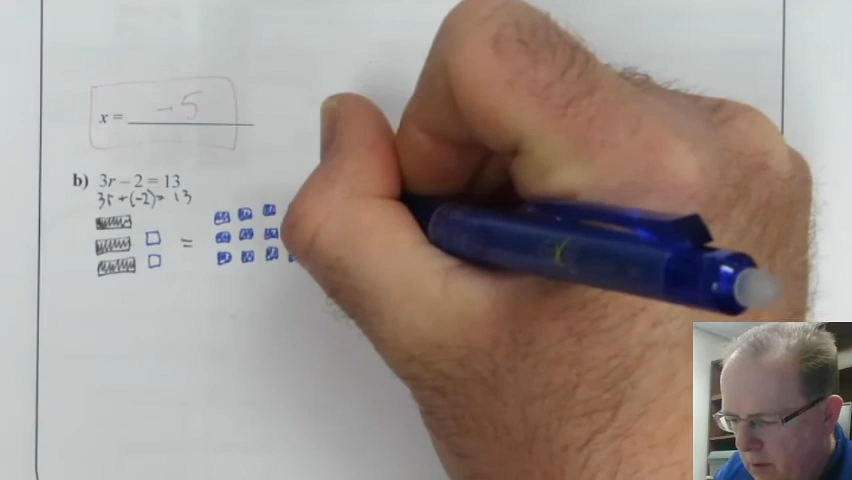 x = -5
b) 3r – 2 = 13
3r + (-2) = 13
=